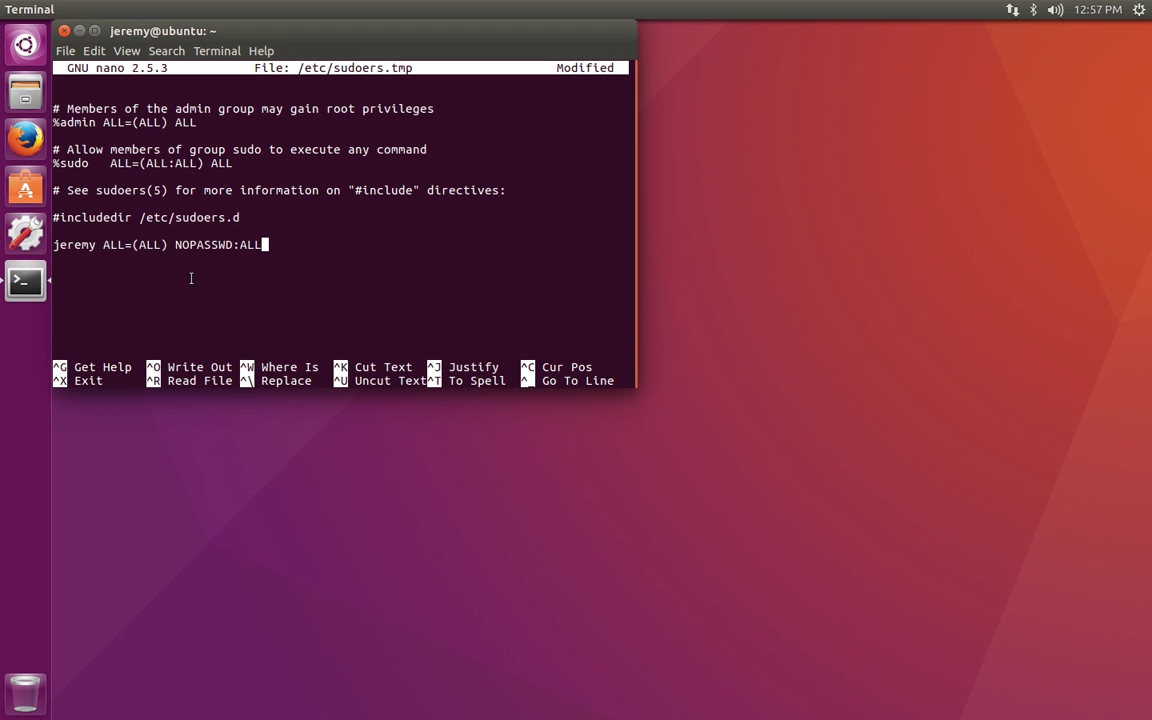 Terminal
12:57 PM
jeremy@ubuntu: ~
File Edit View Search Terminal Help
GNU nano 2.5.3 File: /etc/sudoers.tmp Modified
# Members of the admin group may gain root privileges
%admin ALL=(ALL) ALL
# Allow members of group sudo to execute any command
%sudo ALL=(ALL:ALL) ALL
# See sudoers(5) for more information on "#include" directives:
#includedir /etc/sudoers.d
jeremy ALL=(ALL) NOPASSWD:ALL
^G Get Help ^O Write Out ^W Where Is ^K Cut Text ^J Justify ^C Cur Pos
^X Exit ^R Read File ^\ Replace ^U Uncut Text ^T To Spell ^_ Go To Line